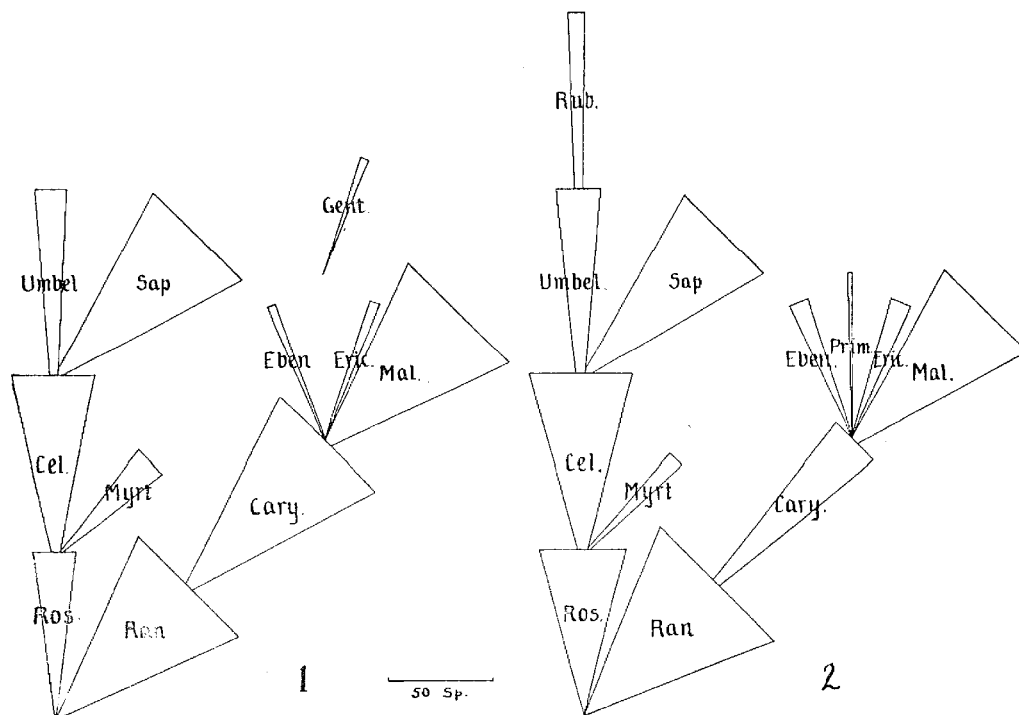 Rub.
Gent.
Umbel
Sap
Umbel.
Sap
Eben
Eric.
Mal.
Eben.
Prim
Eric.
Mal.
Cel.
Myrt
Cary.
Cel.
Myrt
Cary.
Ros.
Ran
Ros.
Ran
1
50 Sp.
2